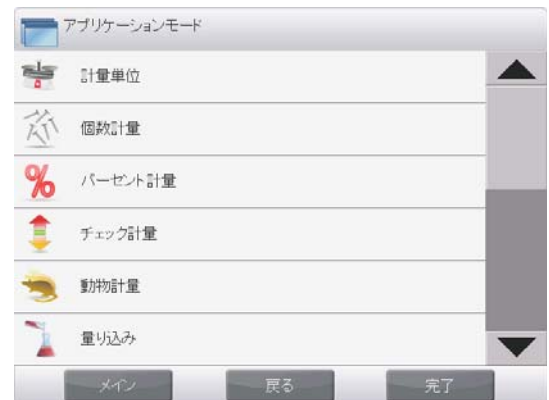 アプリケーションモード
計量単位
個数計量
パーセント計量
チェック計量
動物計量
量り込み
メイン
戻る
完了